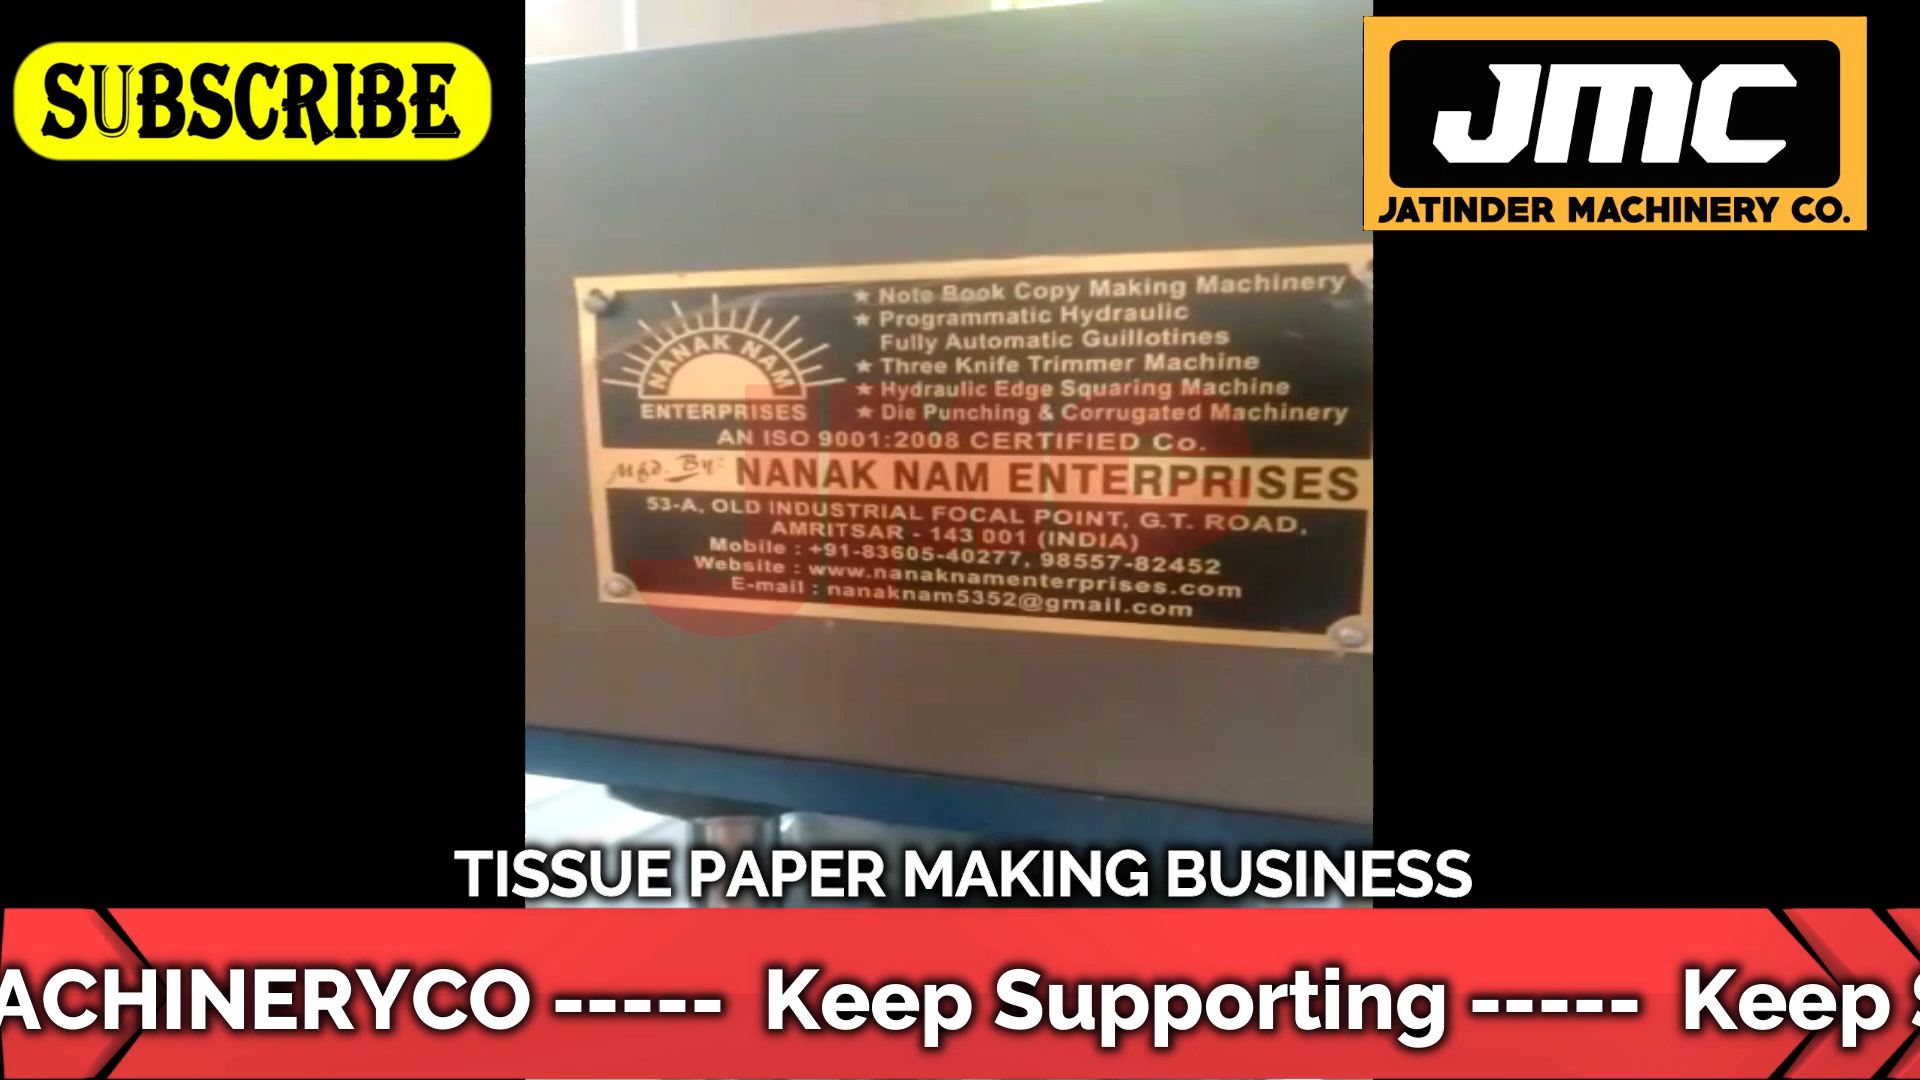 SUBSCRIBE
JMC
JATINDER MACHINERY CO.
★ Note Book Copy Making Machinery
★ Programmatic Hydraulic
Fully Automatic Guillotines
★ Three Knife Trimmer Machine
★ Hydraulic Edge Squaring Machine
★ Die Punching & Corrugated Machinery
NANAK NAM
ENTERPRISES
AN ISO 9001:2008 CERTIFIED Co.
Mfd. By: NANAK NAM ENTERPRISES
53-A, OLD INDUSTRIAL FOCAL POINT, G.T. ROAD,
AMRITSAR - 143 001 (INDIA)
Mobile : +91-83605-40277, 98557-82452
Website : www.nanaknamenterprises.com
E-mail : nanaknam5352@gmail.com
JMC
TISSUE PAPER MAKING BUSINESS
ACHINERYCO ----- Keep Supporting ----- Keep S